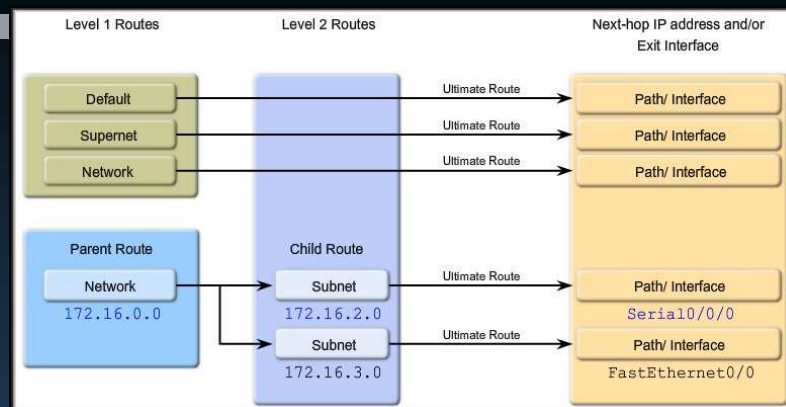 Level 1 Routes
Level 2 Routes
Next-hop IP address and/or
Exit Interface
Default
Ultimate Route
Path/ Interface
Supernet
Ultimate Route
Path/ Interface
Network
Ultimate Route
Path/ Interface
Parent Route
Child Route
Network
Subnet
Ultimate Route
Path/ Interface
172.16.0.0
172.16.2.0
Serial0/0/0
Subnet
Ultimate Route
Path/ Interface
172.16.3.0
FastEthernet0/0